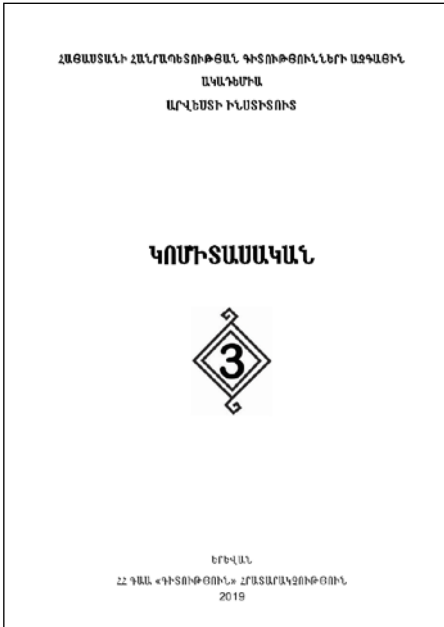 ՀԱՅԱՍՏԱՆԻ ՀԱՆՐԱՊԵՏՈՒԹՅԱՆ ԳԻՏՈՒԹՅՈՒՆՆԵՐԻ ԱԶԳԱՅԻՆ
ԱԿԱԴԵՄԻԱ
ԱՐՎԵՍՏԻ ԻՆՍՏԻՏՈՒՏ
ԿՈՄԻՏԱՍԱԿԱՆ
3
ԵՐԵՎԱՆ
ՀՀ ԳԱԱ «ԳԻՏՈՒԹՅՈՒՆ» ՀՐԱՏԱՐԱԿՉՈՒԹՅՈՒՆ
2019